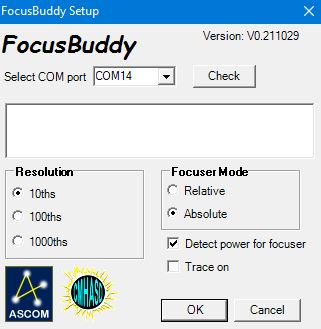 FocusBuddy Setup
FocusBuddy
Version: V0.211029
Select COM port
COM14
Check
Resolution
10ths
100ths
1000ths
Focuser Mode
Relative
Absolute
Detect power for focuser
Trace on
ASCOM
CWHASC
OK
Cancel